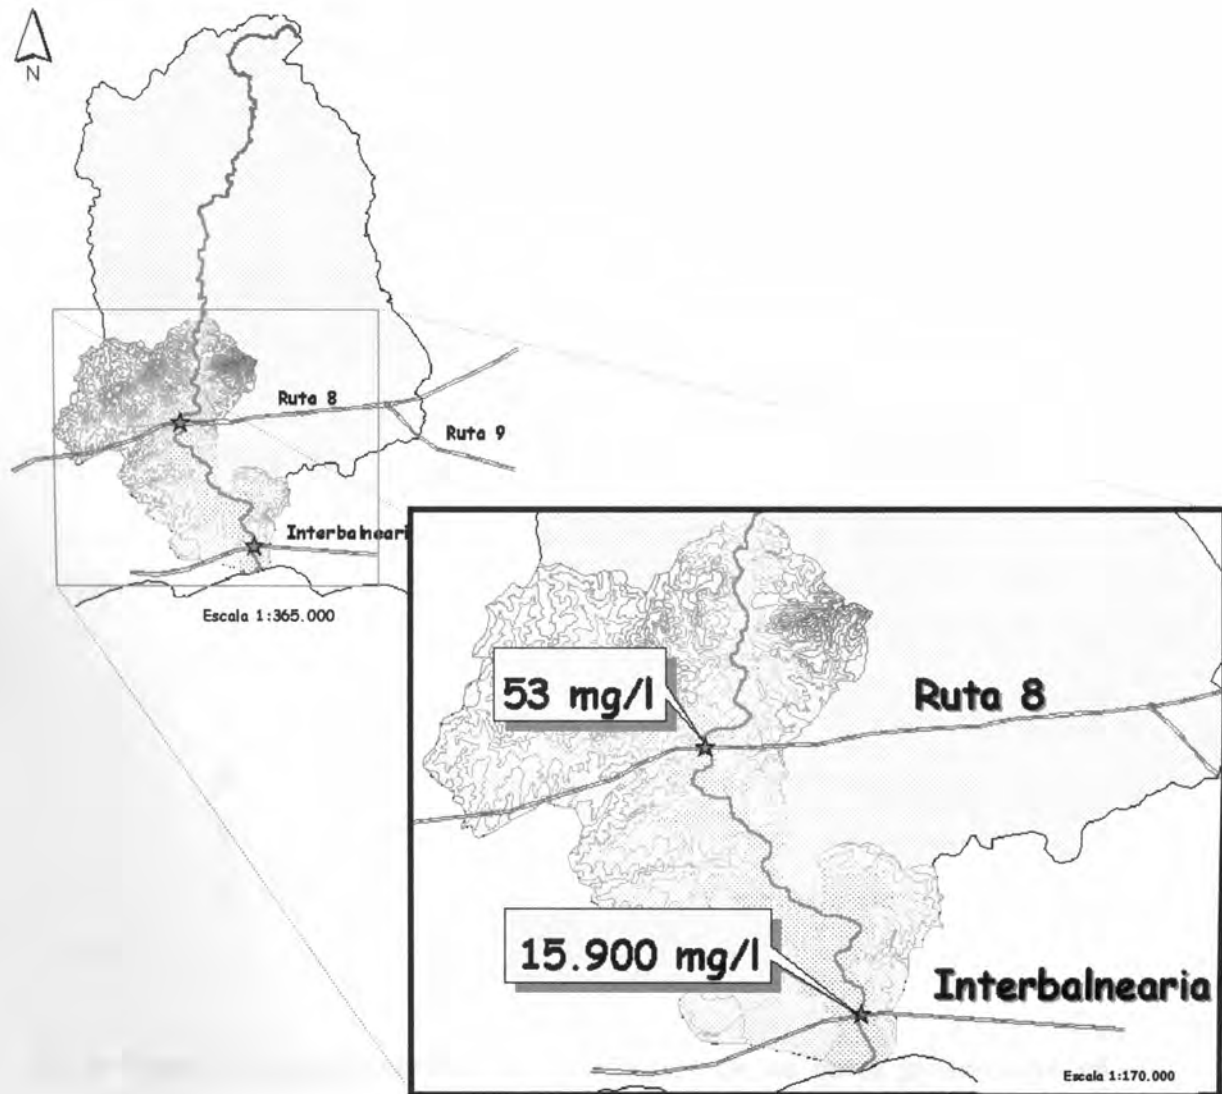 N
Ruta 8
Ruta 9
Interbalneari
Escala 1:365.000
53 mg/l
Ruta 8
15.900 mg/l
Interbalnearia
Escala 1:170.000